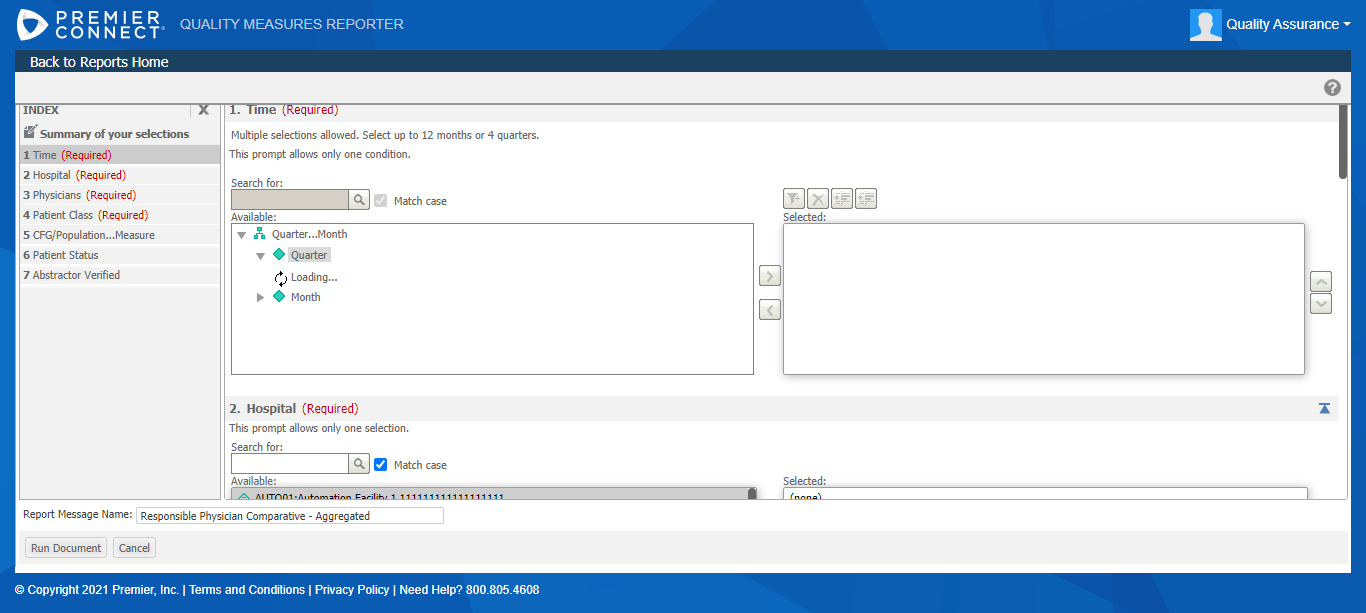 PREMIER CONNECT® QUALITY MEASURES REPORTER
Quality Assurance
Back to Reports Home
INDEX
Summary of your selections
1 Time (Required)
2 Hospital (Required)
3 Physicians (Required)
4 Patient Class (Required)
5 CFG/Population...Measure
6 Patient Status
7 Abstractor Verified
1. Time (Required)
Multiple selections allowed. Select up to 12 months or 4 quarters.
This prompt allows only one condition.
Search for:
Match case
Available:
Selected:
Quarter...Month
Quarter
Loading...
Month
2. Hospital (Required)
This prompt allows only one selection.
Search for:
Match case
Available:
Selected:
(none)
Report Message Name: Responsible Physician Comparative - Aggregated
Run Document Cancel
© Copyright 2021 Premier, Inc. | Terms and Conditions | Privacy Policy | Need Help? 800.805.4608